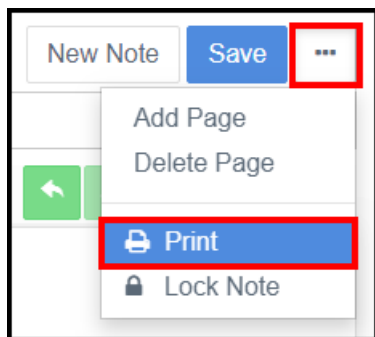 New Note Save ...
Add Page
Delete Page
Print
Lock Note